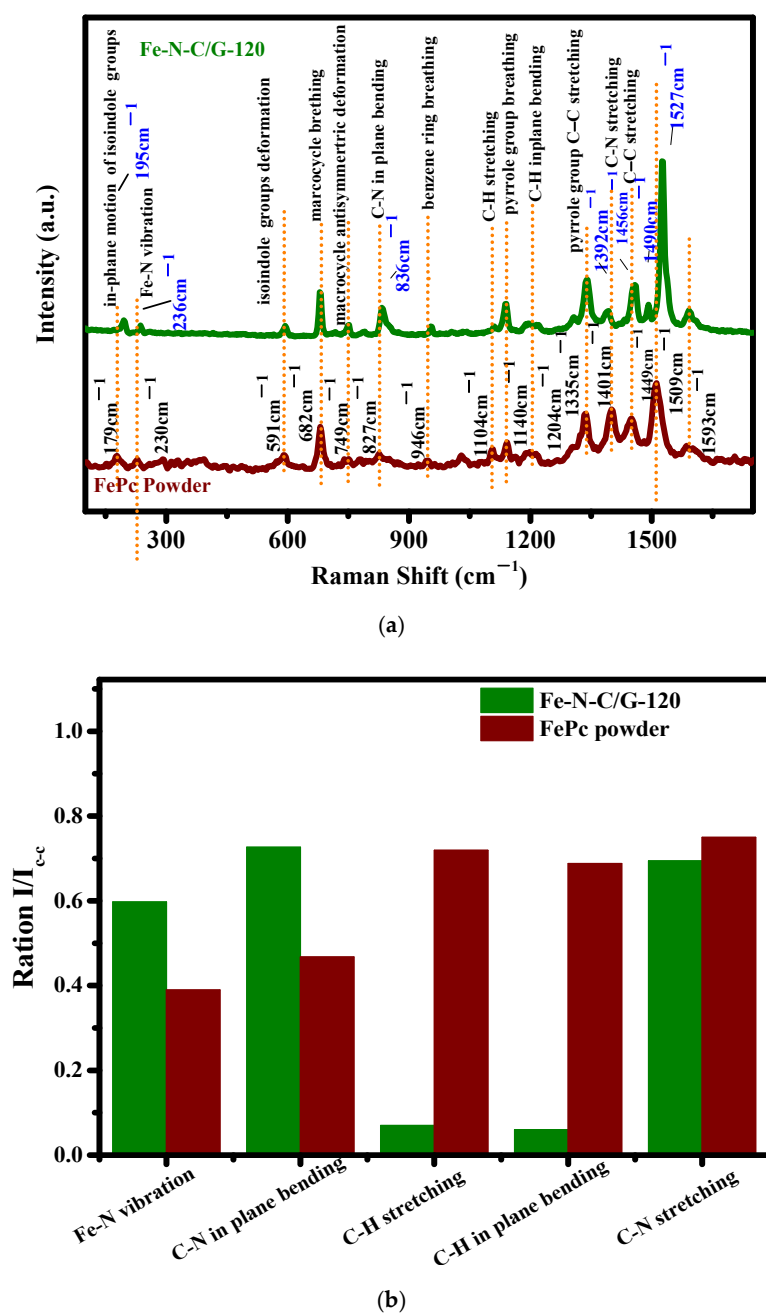 Fe-N-C/G-120
in-phane motion of isoindole groups
195cm−1
Fe-N vibration
236cm−1
isoindole groups deformation
marcocycle brething
macrocycle antisymmertric deformation
C-N in plane bending
836cm−1
benzene ring breathing
C-H stretching
pyrrole group breathing
C-H inplane bending
pyrrole group C–C stretching
1392cm−1
C-N stretching
1456cm−1
C–C stretching
1490cm−1
1527cm−1
179cm−1
230cm−1
591cm−1
682cm−1
749cm−1
827cm−1
946cm−1
1104cm−1
1140cm−1
1204cm−1
1335cm−1
1401cm−1
1449cm−1
1509cm−1
1593cm−1
FePc Powder
Intensity (a.u.)
300 600 900 1200 1500
Raman Shift (cm−1)
(a)
Fe-N-C/G-120
FePc powder
Ration I/Ic-c
1.0
0.8
0.6
0.4
0.2
0.0
Fe-N vibration
C-N in plane bending
C-H stretching
C-H in plane bending
C-N stretching
(b)